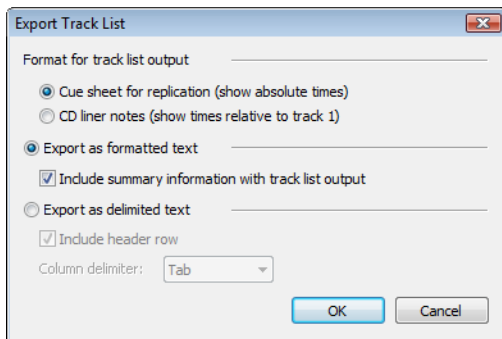 Export Track List
Format for track list output
Cue sheet for replication (show absolute times)
CD liner notes (show times relative to track 1)
Export as formatted text
Include summary information with track list output
Export as delimited text
Include header row
Column delimiter: Tab
OK Cancel